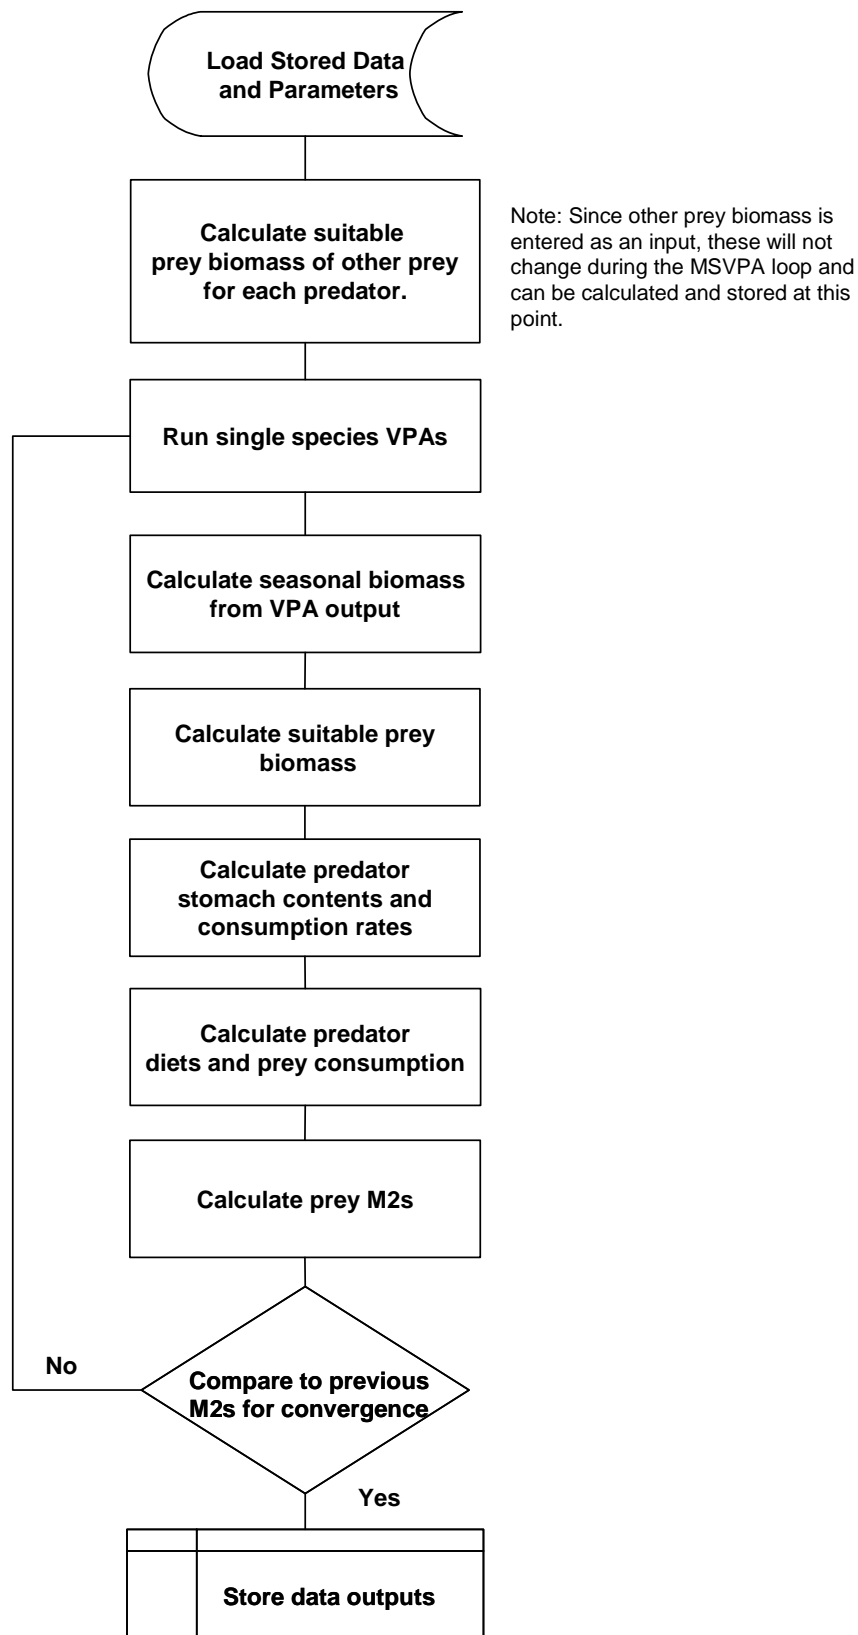 Load Stored Data
and Parameters
Calculate suitable
prey biomass of other prey
for each predator.
Note: Since other prey biomass is
entered as an input, these will not
change during the MSVPA loop and
can be calculated and stored at this
point.
Run single species VPAs
Calculate seasonal biomass
from VPA output
Calculate suitable prey
biomass
Calculate predator
stomach contents and
consumption rates
Calculate predator
diets and prey consumption
Calculate prey M2s
No
Compare to previous
M2s for convergence
Yes
Store data outputs